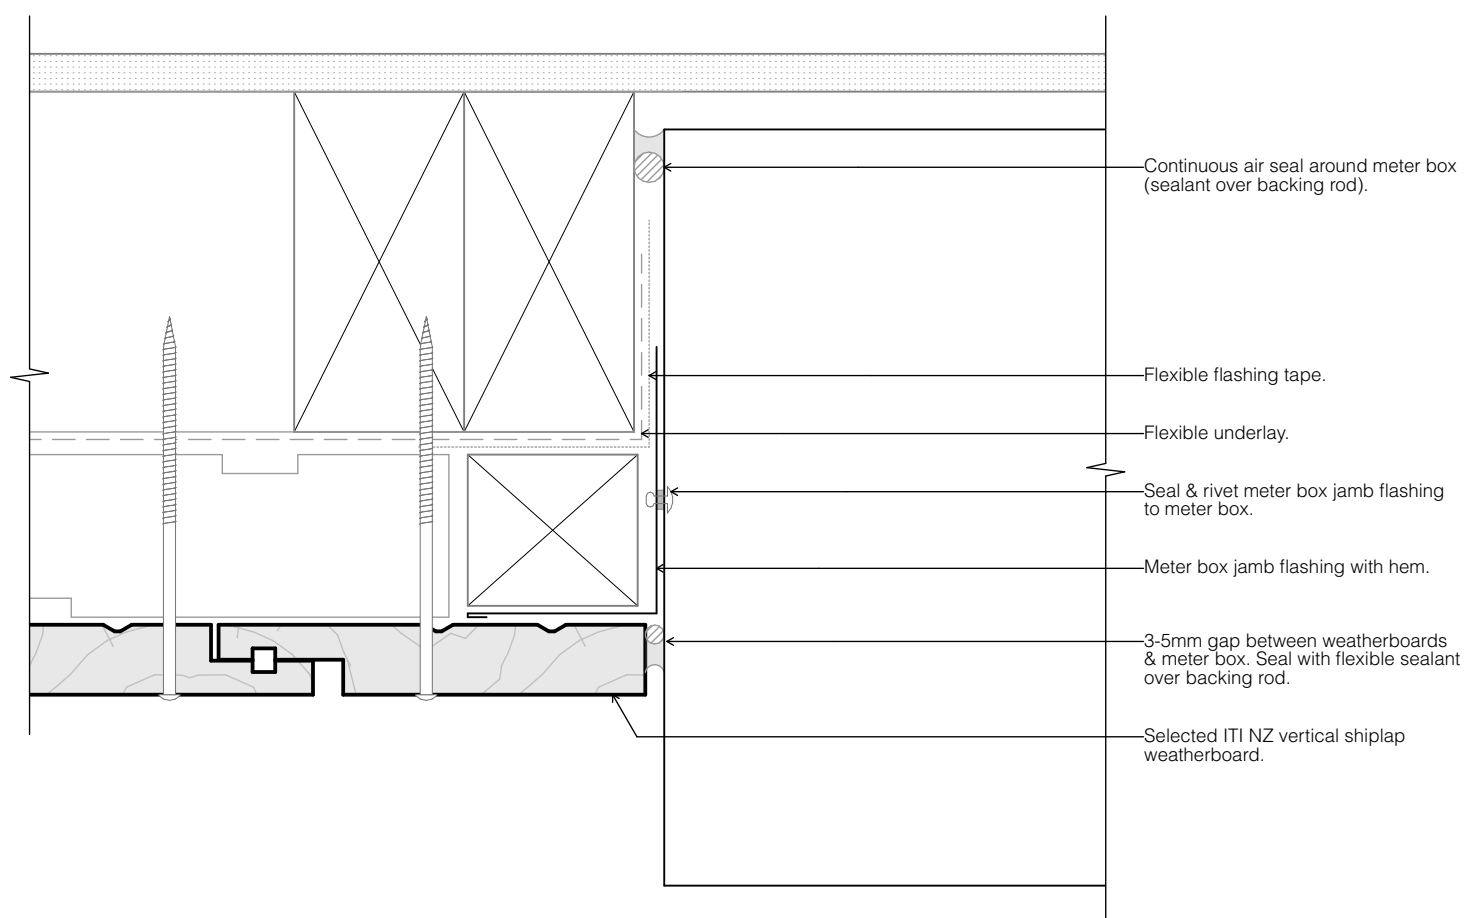 Continuous air seal around meter box
(sealant over backing rod).
Flexible flashing tape.
Flexible underlay.
Seal & rivet meter box jamb flashing
to meter box.
Meter box jamb flashing with hem.
3-5mm gap between weatherboards
& meter box. Seal with flexible sealant
over backing rod.
Selected ITI NZ vertical shiplap
weatherboard.